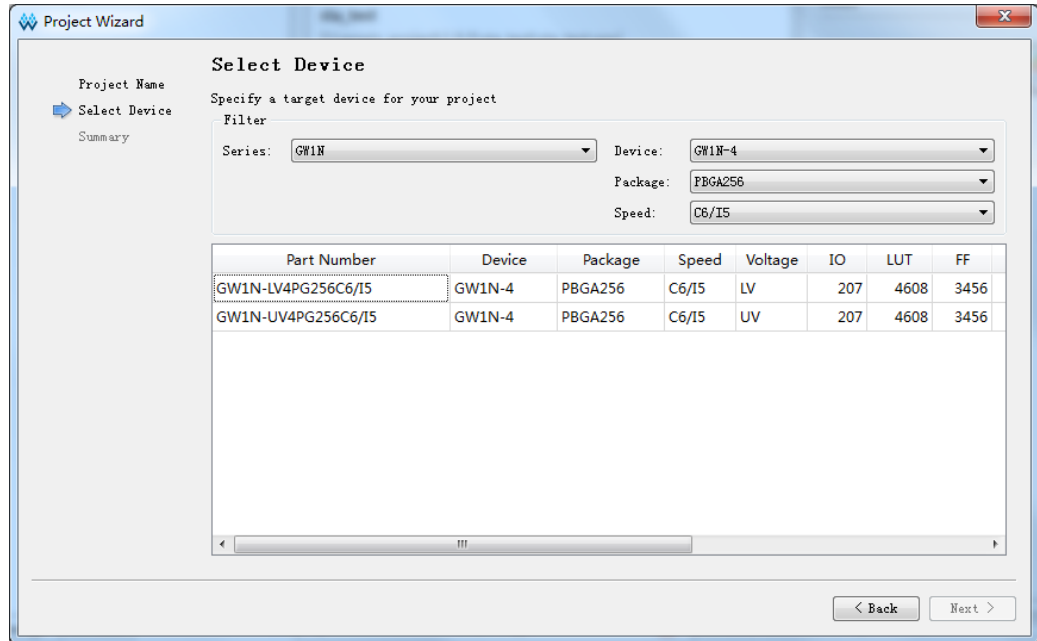 Project Wizard
Project Name
Select Device
Summary
Select Device
Specify a target device for your project
Filter
Series: GW1N Device: GW1N-4
Package: PBGA256
Speed: C6/I5
Part Number Device Package Speed Voltage IO LUT FF
GW1N-LV4PG256C6/I5 GW1N-4 PBGA256 C6/I5 LV 207 4608 3456
GW1N-UV4PG256C6/I5 GW1N-4 PBGA256 C6/I5 UV 207 4608 3456
< Back Next >